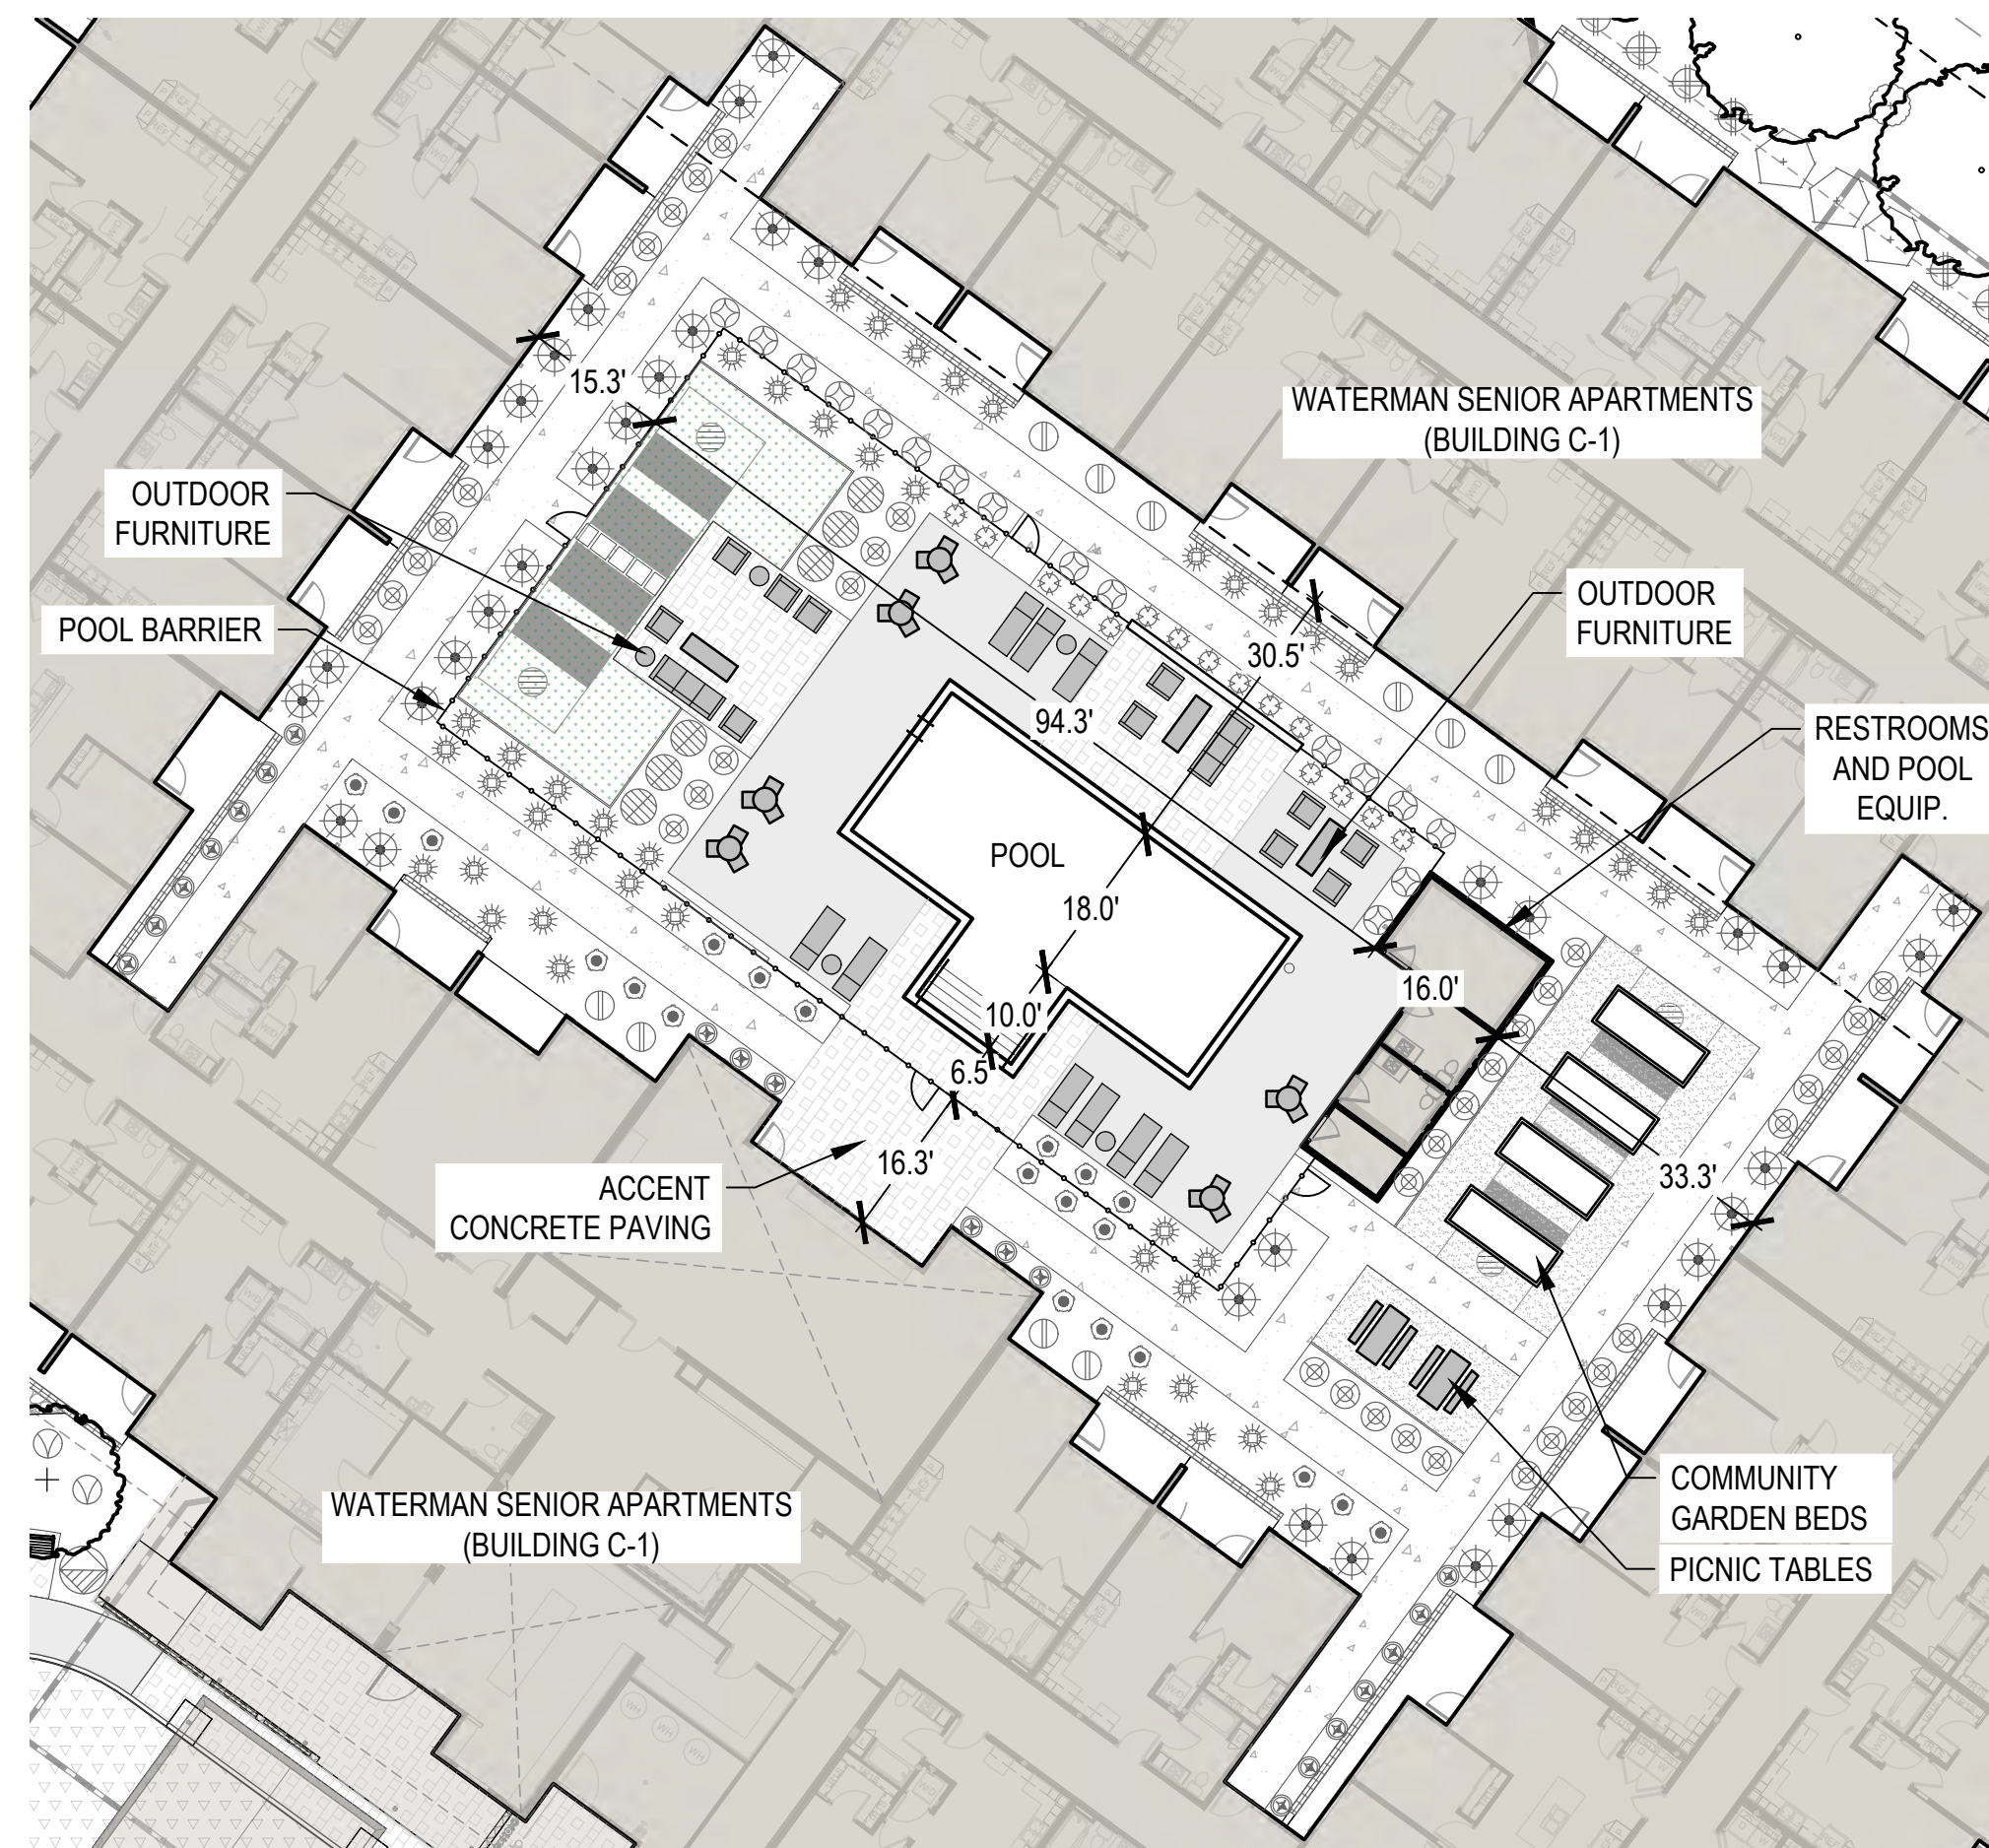 15.3'
WATERMAN SENIOR APARTMENTS
(BUILDING C-1)
OUTDOOR
FURNITURE
OUTDOOR
FURNITURE
POOL BARRIER
30.5'
94.3'
RESTROOMS
AND POOL
EQUIP.
POOL
18.0'
16.0'
10.0'
6.5'
16.3'
33.3'
ACCENT
CONCRETE PAVING
COMMUNITY
GARDEN BEDS
PICNIC TABLES
WATERMAN SENIOR APARTMENTS
(BUILDING C-1)